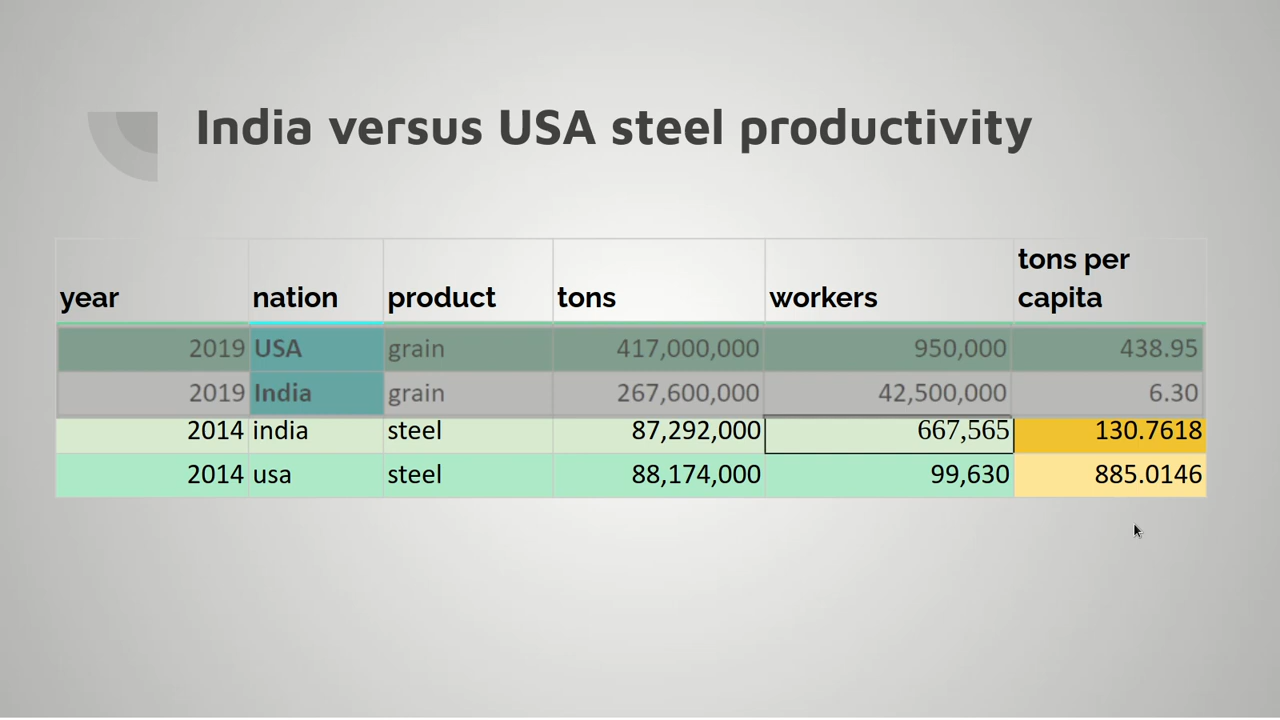 India versus USA steel productivity
year nation product tons workers tons per capita
2019 USA grain 417,000,000 950,000 438.95
2019 India grain 267,600,000 42,500,000 6.30
2014 india steel 87,292,000 667,565 130.7618
2014 usa steel 88,174,000 99,630 885.0146